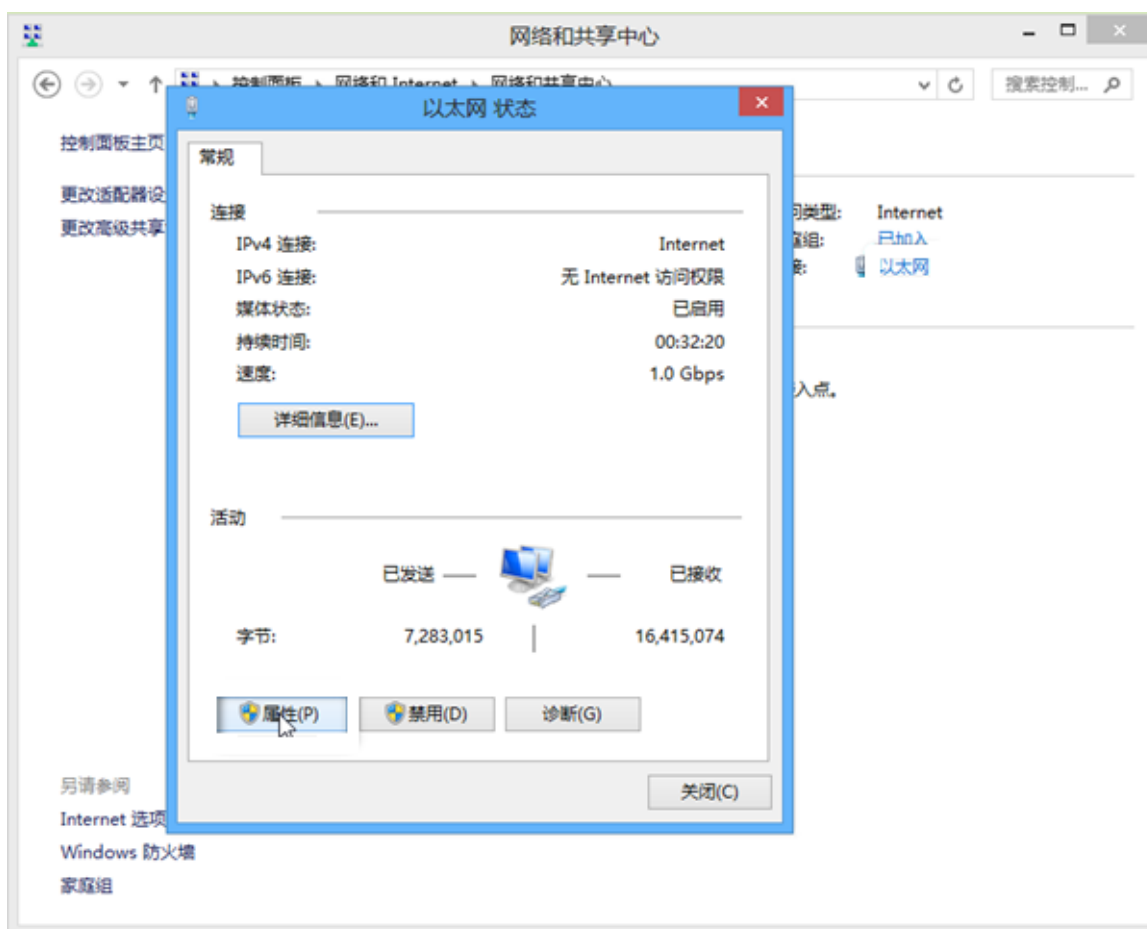 网络和共享中心
控制面板 网络和 Internet 网络和共享中心
搜索控制...
以太网 状态
控制面板主页
常规
更改适配器设
更改高级共享
连接
IPv4 连接: Internet
IPv6 连接: 无 Internet 访问权限
媒体状态: 已启用
持续时间: 00:32:20
速度: 1.0 Gbps
详细信息(E)...
问类型: Internet
庭组: 已加入
接: 以太网
入点。
活动
已发送 — — 已接收
字节: 7,283,015 16,415,074
属性(P) 禁用(D) 诊断(G)
关闭(C)
另请参阅
Internet 选项
Windows 防火墙
家庭组